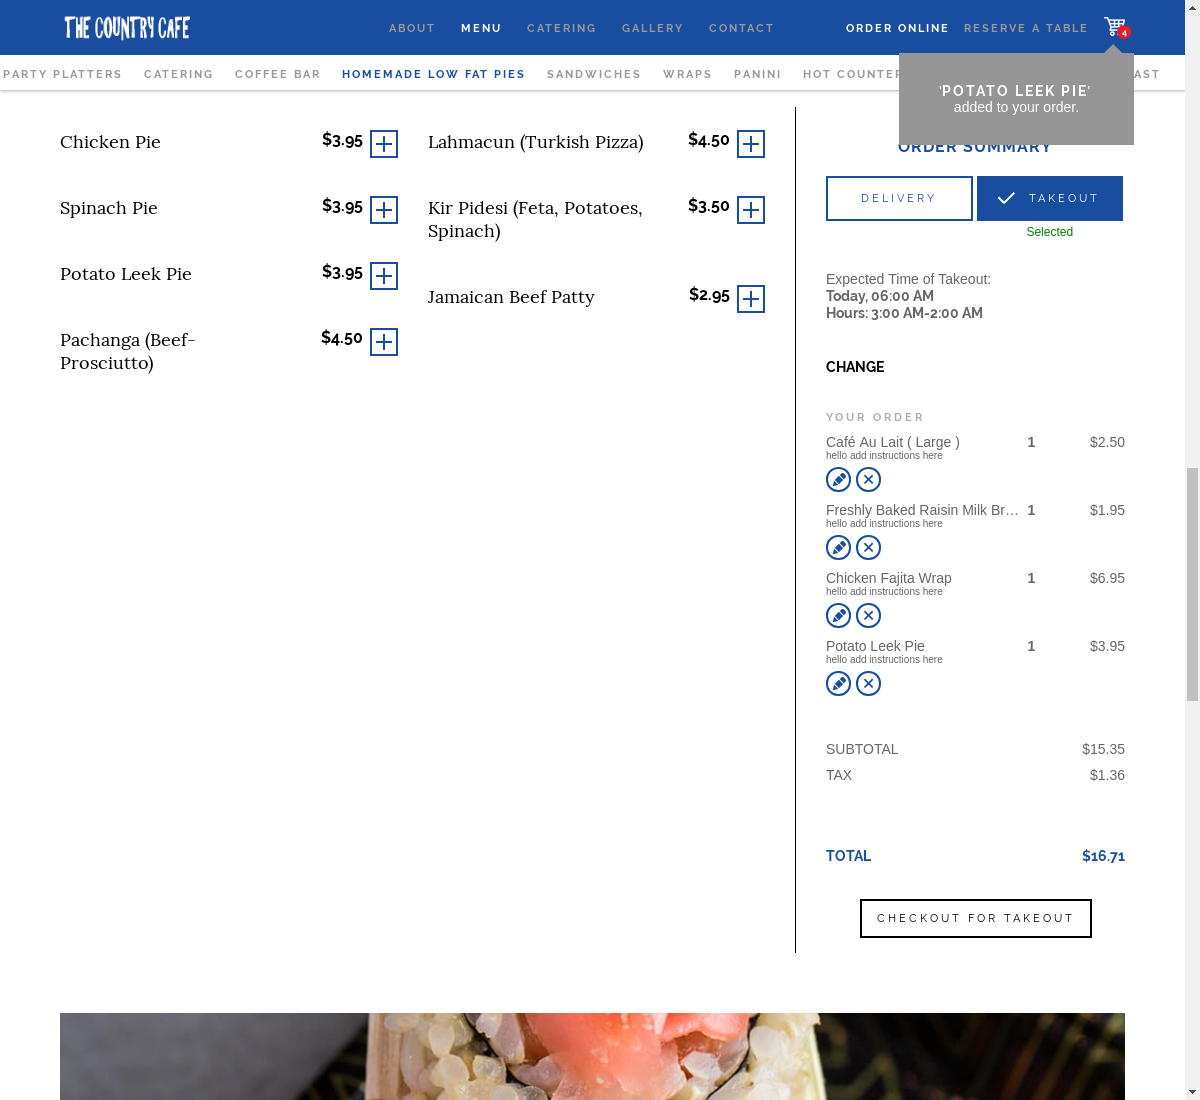 THE COUNTRY CAFE
ABOUT MENU CATERING GALLERY CONTACT ORDER ONLINE RESERVE A TABLE 4
PARTY PLATTERS CATERING COFFEE BAR HOMEMADE LOW FAT PIES SANDWICHES WRAPS PANINI HOT COUNTER
'POTATO LEEK PIE'
added to your order.
Chicken Pie $3.95
Spinach Pie $3.95
Potato Leek Pie $3.95
Pachanga (Beef-
Prosciutto) $4.50
Lahmacun (Turkish Pizza) $4.50
Kir Pidesi (Feta, Potatoes,
Spinach) $3.50
Jamaican Beef Patty $2.95
ORDER SUMMARY
DELIVERY TAKEOUT
Selected
Expected Time of Takeout:
Today, 06:00 AM
Hours: 3:00 AM-2:00 AM
CHANGE
YOUR ORDER
Café Au Lait ( Large ) 1 $2.50
hello add instructions here
Freshly Baked Raisin Milk Br... 1 $1.95
hello add instructions here
Chicken Fajita Wrap 1 $6.95
hello add instructions here
Potato Leek Pie 1 $3.95
hello add instructions here
SUBTOTAL $15.35
TAX $1.36
TOTAL $16.71
CHECKOUT FOR TAKEOUT